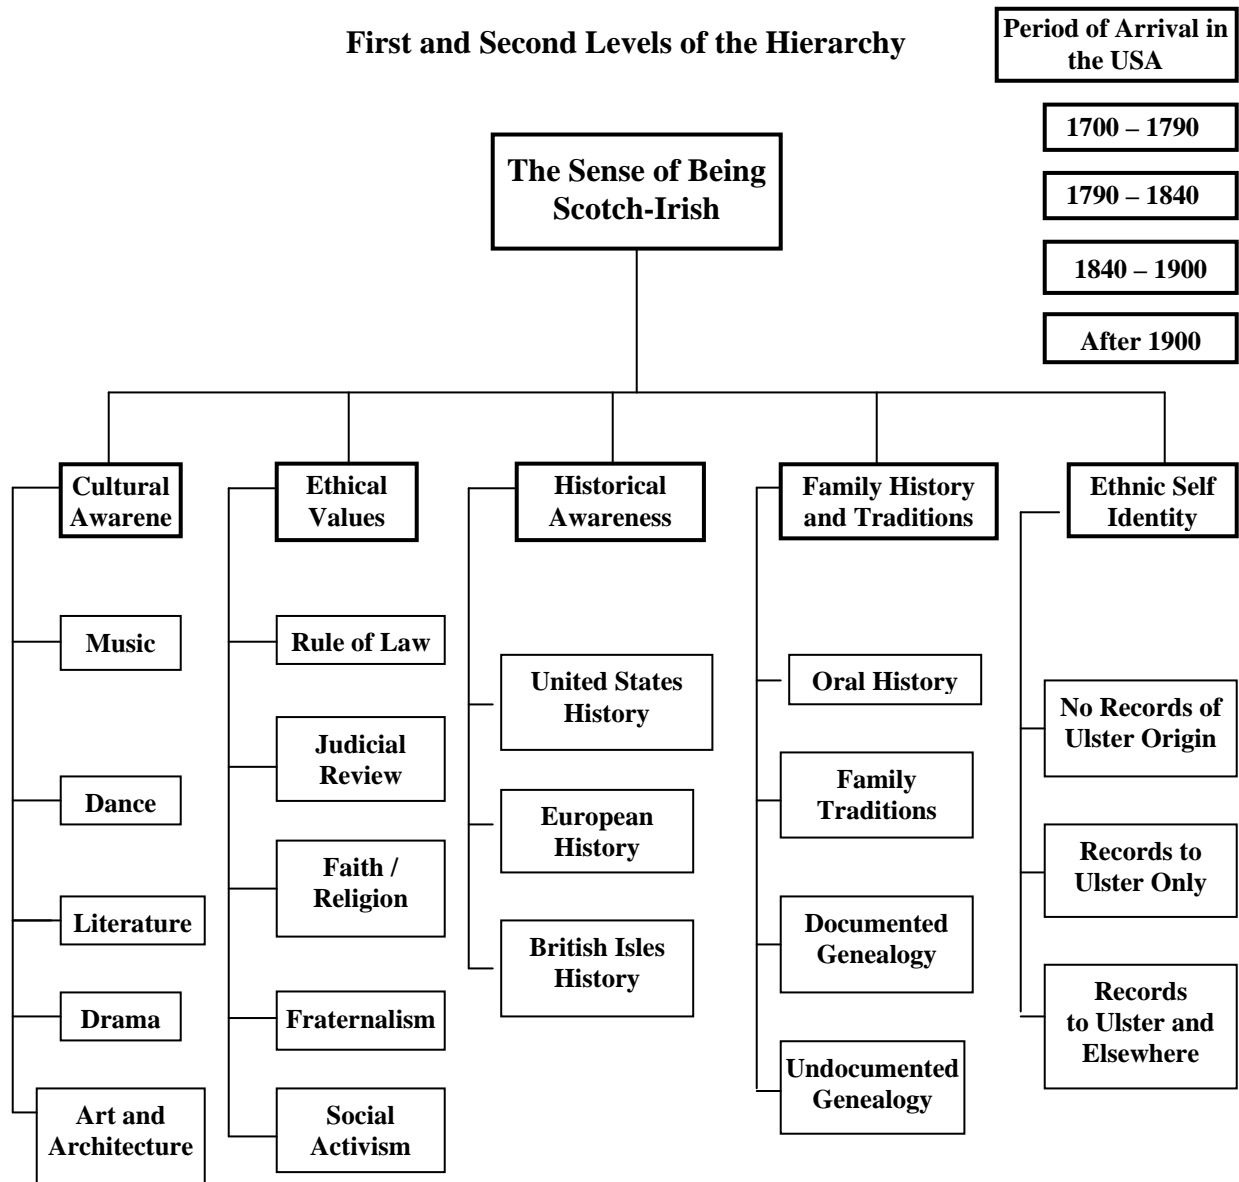 First and Second Levels of the Hierarchy
Period of Arrival in
the USA
1700 – 1790
1790 – 1840
1840 – 1900
After 1900
The Sense of Being
Scotch-Irish
Cultural
Awarene
Music
Dance
Literature
Drama
Art and
Architecture
Ethical
Values
Rule of Law
Judicial
Review
Faith /
Religion
Fraternalism
Social
Activism
Historical
Awareness
United States
History
European
History
British Isles
History
Family History
and Traditions
Oral History
Family
Traditions
Documented
Genealogy
Undocumented
Genealogy
Ethnic Self
Identity
No Records of
Ulster Origin
Records to
Ulster Only
Records
to Ulster and
Elsewhere